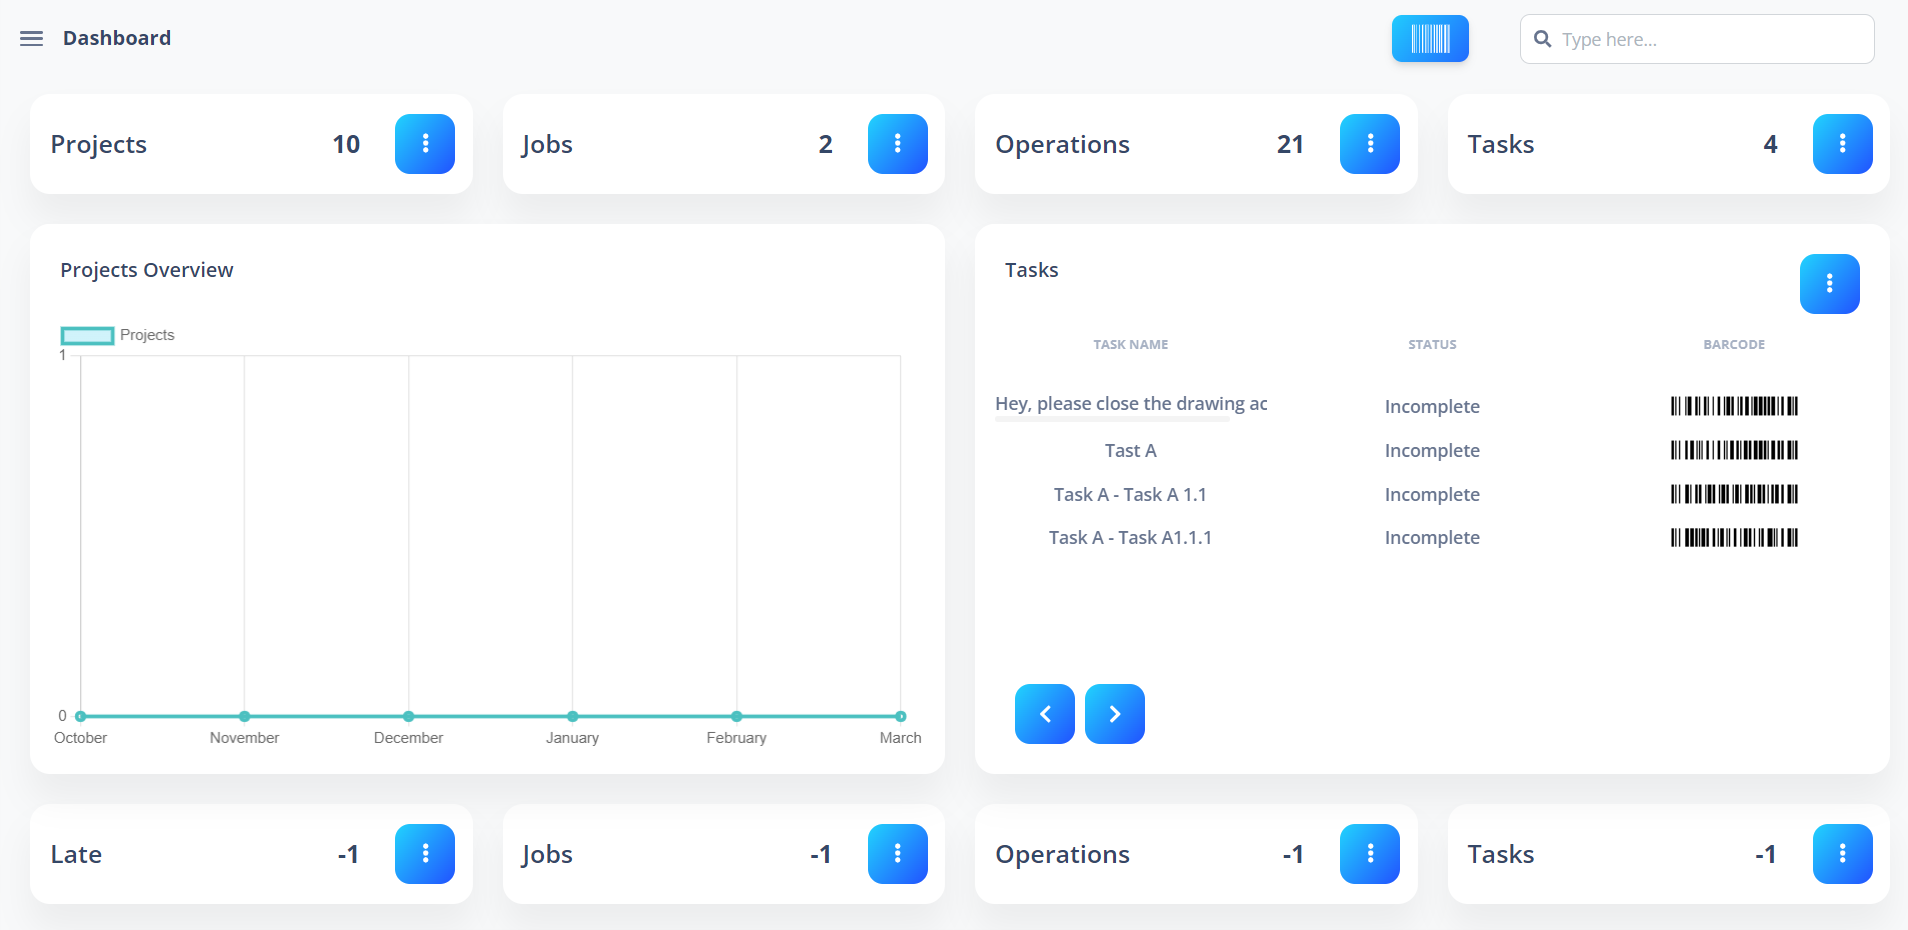 Dashboard
Type here...
Projects 10
Jobs 2
Operations 21
Tasks 4
Projects Overview
Projects
1
0
October November December January February March
Tasks
TASK NAME STATUS BARCODE
Hey, please close the drawing ac Incomplete
Tast A Incomplete
Task A - Task A 1.1 Incomplete
Task A - Task A1.1.1 Incomplete
Late -1
Jobs -1
Operations -1
Tasks -1